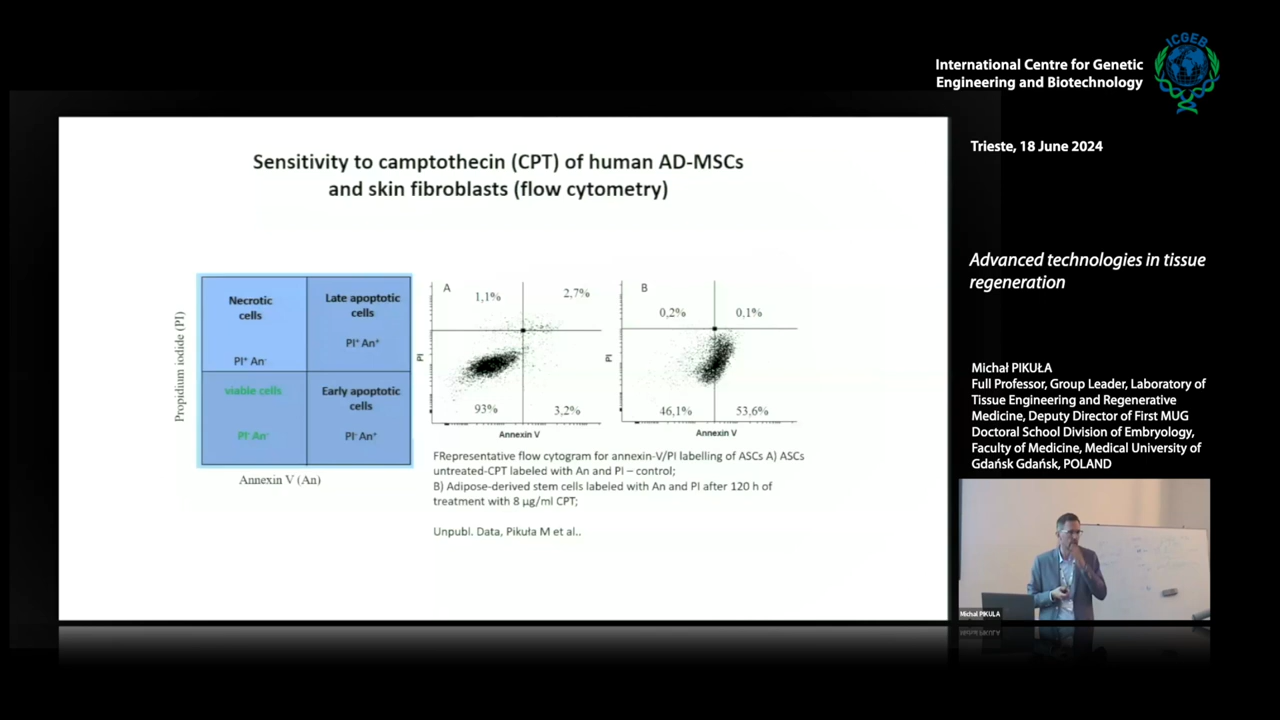 ICGEB
International Centre for Genetic
Engineering and Biotechnology
Trieste, 18 June 2024
Sensitivity to camptothecin (CPT) of human AD-MSCs
and skin fibroblasts (flow cytometry)
Propidium iodide (PI)
Necrotic
cells
PI⁺ An⁻
Late apoptotic
cells
PI⁺ An⁺
viable cells
PI⁻ An⁻
Early apoptotic
cells
PI⁻ An⁺
Annexin V (An)
A
1,1%
2,7%
PI
93%
3,2%
Annexin V
B
0,2%
0,1%
PI
46,1%
53,6%
Annexin V
FRepresentative flow cytogram for annexin-V/PI labelling of ASCs A) ASCs
untreated-CPT labeled with An and PI – control;
B) Adipose-derived stem cells labeled with An and PI after 120 h of
treatment with 8 µg/ml CPT;
Unpubl. Data, Pikuła M et al..
Advanced technologies in tissue
regeneration
Michał PIKUŁA
Full Professor, Group Leader, Laboratory of
Tissue Engineering and Regenerative
Medicine, Deputy Director of First MUG
Doctoral School Division of Embryology,
Faculty of Medicine, Medical University of
Gdańsk Gdańsk, POLAND
Michał PIKUŁA